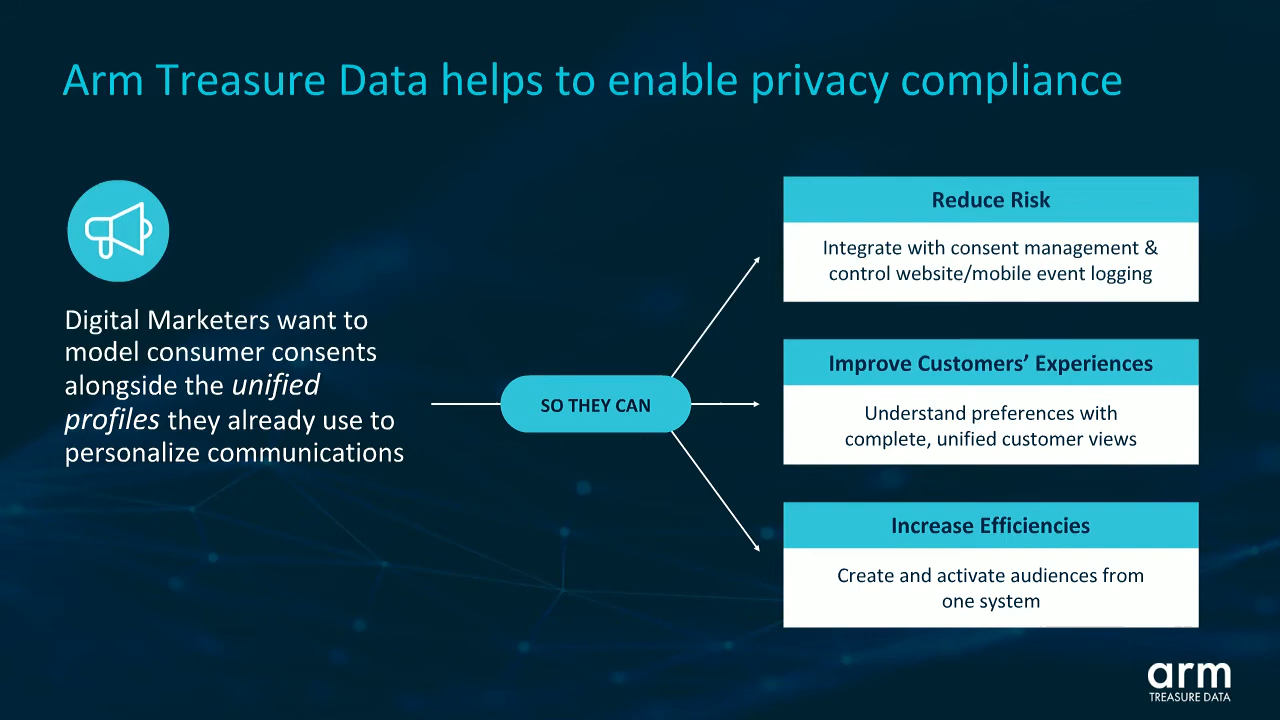 Arm Treasure Data helps to enable privacy compliance
Digital Marketers want to
model consumer consents
alongside the unified
profiles they already use to
personalize communications
SO THEY CAN
Reduce Risk
Integrate with consent management &
control website/mobile event logging
Improve Customers’ Experiences
Understand preferences with
complete, unified customer views
Increase Efficiencies
Create and activate audiences from
one system
arm
TREASURE DATA